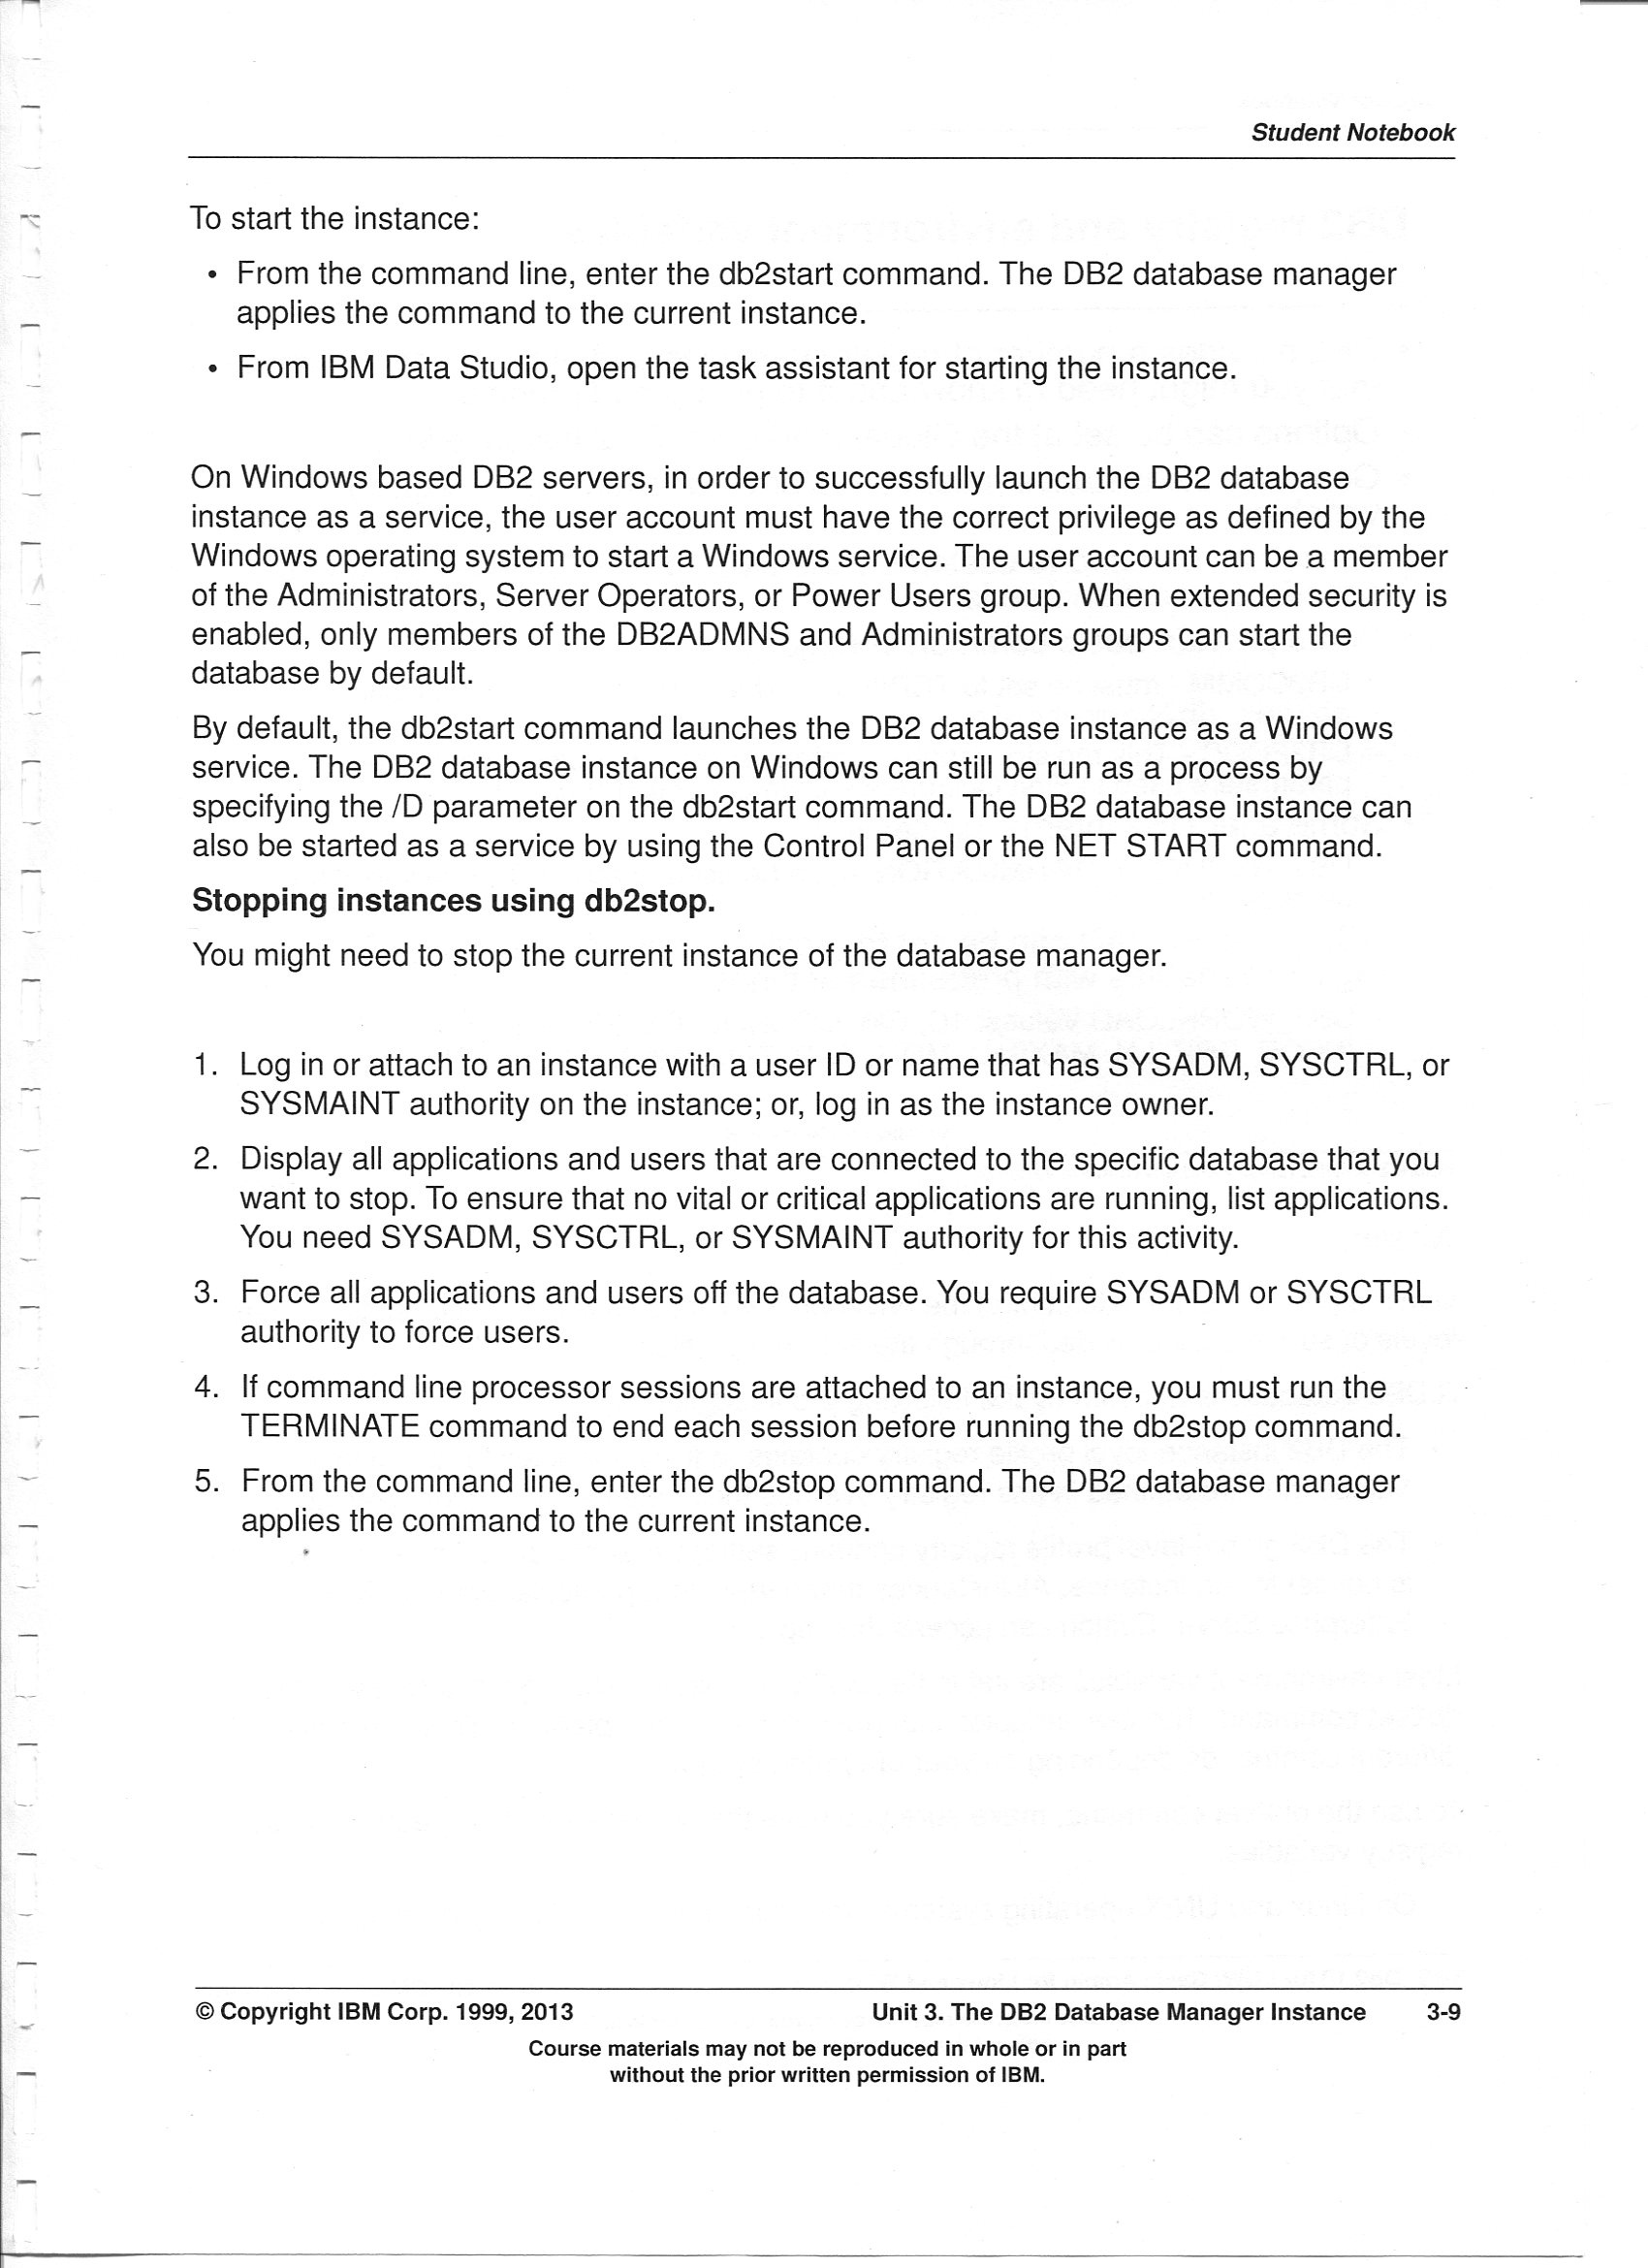 Student Notebook
To start the instance:
• From the command line, enter the db2start command. The DB2 database manager
applies the command to the current instance.
• From IBM Data Studio, open the task assistant for starting the instance.
On Windows based DB2 servers, in order to successfully launch the DB2 database
instance as a service, the user account must have the correct privilege as defined by the
Windows operating system to start a Windows service. The user account can be a member
of the Administrators, Server Operators, or Power Users group. When extended security is
enabled, only members of the DB2ADMNS and Administrators groups can start the
database by default.
By default, the db2start command launches the DB2 database instance as a Windows
service. The DB2 database instance on Windows can still be run as a process by
specifying the /D parameter on the db2start command. The DB2 database instance can
also be started as a service by using the Control Panel or the NET START command.
Stopping instances using db2stop.
You might need to stop the current instance of the database manager.
1. Log in or attach to an instance with a user ID or name that has SYSADM, SYSCTRL, or
SYSMAINT authority on the instance; or, log in as the instance owner.
2. Display all applications and users that are connected to the specific database that you
want to stop. To ensure that no vital or critical applications are running, list applications.
You need SYSADM, SYSCTRL, or SYSMAINT authority for this activity.
3. Force all applications and users off the database. You require SYSADM or SYSCTRL
authority to force users.
4. If command line processor sessions are attached to an instance, you must run the
TERMINATE command to end each session before running the db2stop command.
5. From the command line, enter the db2stop command. The DB2 database manager
applies the command to the current instance.
© Copyright IBM Corp. 1999, 2013 Unit 3. The DB2 Database Manager Instance 3-9
Course materials may not be reproduced in whole or in part
without the prior written permission of IBM.